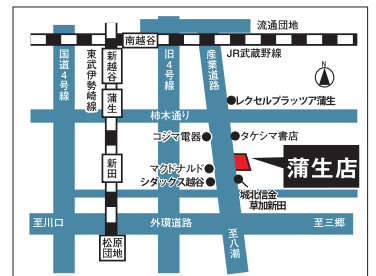 流通団地
南越谷
JR武蔵野線
国道4号線
東武伊勢崎線
新越谷
旧4号線
産業道路
N
蒲生
レクセルプラッツア蒲生
柿木通り
コジマ電器
タケシマ書店
新田
マクドナルド
シダックス越谷
蒲生店
城北信金
草加新田
至川口
外環道路
至三郷
至八潮
松原
団地